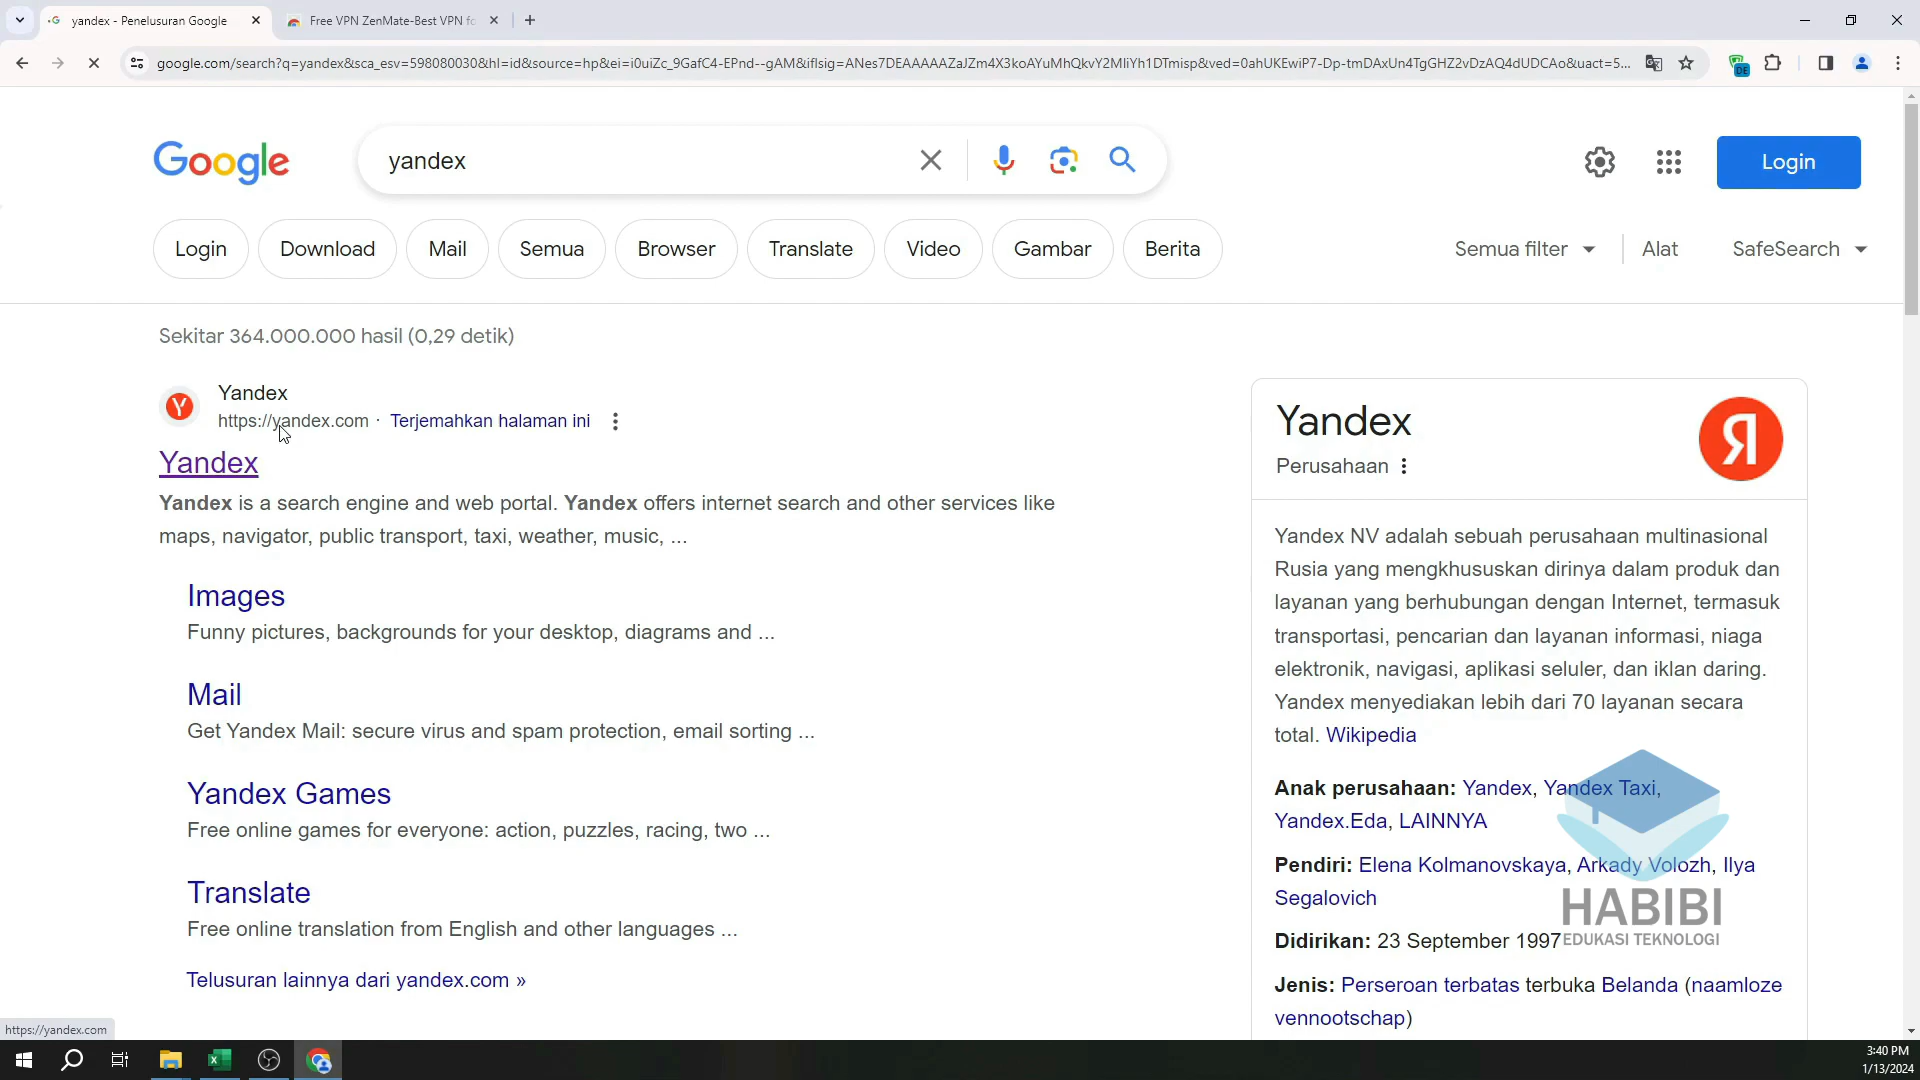 yandex - Penelusuran Google
Free VPN ZenMate-Best VPN fo
google.com/search?q=yandex&sca_esv=598080030&hl=id&source=hp&ei=i0uiZc_9GafC4-EPnd--gAM&iflsig=ANes7DEAAAAAZaJZm4X3koAYuMhQkvY2MIiYh1DTmisp&ved=0ahUKEwiP7-Dp-tmDAxUn4TgGHZ2vDzAQ4dUDCAo&uact=5...
DE
Google
yandex
Login
Login
Download
Mail
Semua
Browser
Translate
Video
Gambar
Berita
Semua filter
Alat
SafeSearch
Sekitar 364.000.000 hasil (0,29 detik)
Yandex
https://yandex.com · Terjemahkan halaman ini
Yandex
Yandex is a search engine and web portal. Yandex offers internet search and other services like
maps, navigator, public transport, taxi, weather, music, ...
Images
Funny pictures, backgrounds for your desktop, diagrams and ...
Mail
Get Yandex Mail: secure virus and spam protection, email sorting ...
Yandex Games
Free online games for everyone: action, puzzles, racing, two ...
Translate
Free online translation from English and other languages ...
Telusuran lainnya dari yandex.com »
Yandex
Perusahaan
Я
Yandex NV adalah sebuah perusahaan multinasional
Rusia yang mengkhususkan dirinya dalam produk dan
layanan yang berhubungan dengan Internet, termasuk
transportasi, pencarian dan layanan informasi, niaga
elektronik, navigasi, aplikasi seluler, dan iklan daring.
Yandex menyediakan lebih dari 70 layanan secara
total. Wikipedia
Anak perusahaan: Yandex, Yandex Taxi,
Yandex.Eda, LAINNYA
Pendiri: Elena Kolmanovskaya, Arkady Volozh, Ilya
Segalovich
Didirikan: 23 September 1997
Jenis: Perseroan terbatas terbuka Belanda (naamloze
vennootschap)
HABIBI
EDUKASI TEKNOLOGI
https://yandex.com
3:40 PM
1/13/2024